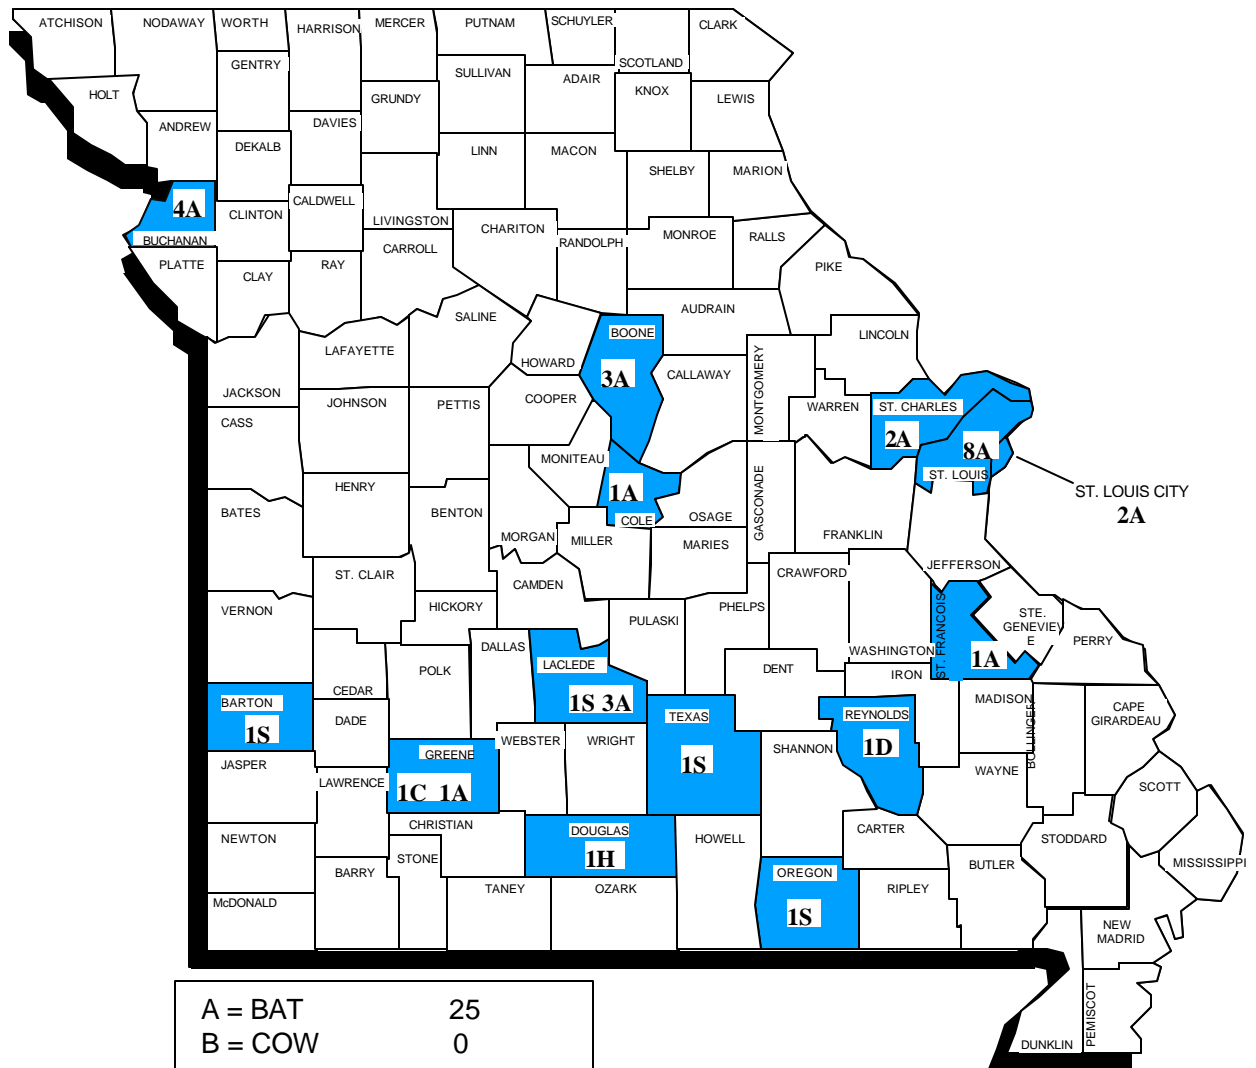 ATCHISON NODAWAY WORTH HARRISON MERCER PUTNAM SCHUYLER CLARK
SCOTLAND
GENTRY SULLIVAN ADAIR
HOLT GRUNDY KNOX LEWIS
ANDREW DAVIES
DEKALB LINN MACON
SHELBY MARION
4A CALDWELL
BUCHANAN CLINTON LIVINGSTON CHARITON RANDOLPH MONROE RALLS
PLATTE CLAY RAY CARROLL PIKE
SALINE AUDRAIN
BOONE LINCOLN
LAFAYETTE HOWARD 3A CALLAWAY MONTGOMERY
JACKSON JOHNSON PETTIS COOPER WARREN ST. CHARLES
CASS 2A 8A
MONITEAU ST. LOUIS
HENRY 1A ST. LOUIS CITY
BATES BENTON COLE OSAGE GASCONADE 2A
MORGAN MILLER MARIES FRANKLIN
ST. CLAIR CAMDEN CRAWFORD JEFFERSON
VERNON HICKORY PULASKI PHELPS ST. FRANCOIS STE.
GENEVIEV
E
PERRY
DALLAS WASHINGTON
POLK LACLEDE DENT IRON 1A
BARTON CEDAR 1S 3A TEXAS REYNOLDS MADISON BOLLINGER CAPE
GIRARDEAU
1S DADE WEBSTER WRIGHT SHANNON 1D
JASPER GREENE 1S WAYNE
LAWRENCE 1C 1A SCOTT
NEWTON CHRISTIAN DOUGLAS HOWELL CARTER STODDARD
STONE 1H BUTLER MISSISSIPPI
BARRY TANEY OZARK OREGON RIPLEY
McDONALD 1S NEW
MADRID
DUNKLIN PEMISCOT
A = BAT 25
B = COW 0